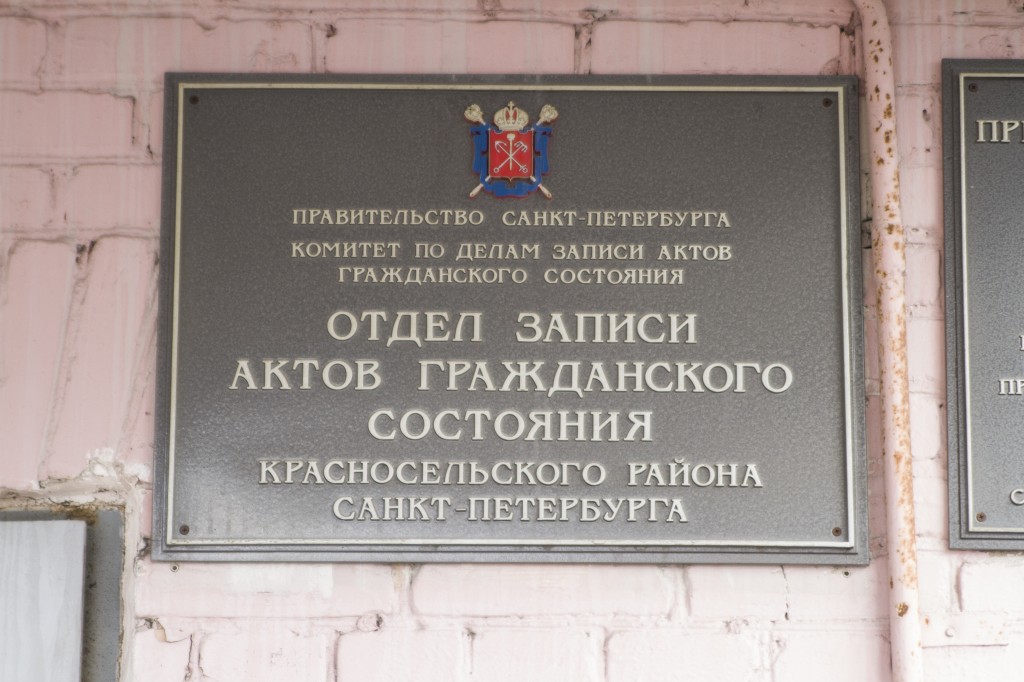 ПРАВИТЕЛЬСТВО САНКТ-ПЕТЕРБУРГА
КОМИТЕТ ПО ДЕЛАМ ЗАПИСИ АКТОВ
ГРАЖДАНСКОГО СОСТОЯНИЯ
ОТДЕЛ ЗАПИСИ
АКТОВ ГРАЖДАНСКОГО
СОСТОЯНИЯ
КРАСНОСЕЛЬСКОГО РАЙОНА
САНКТ-ПЕТЕРБУРГА